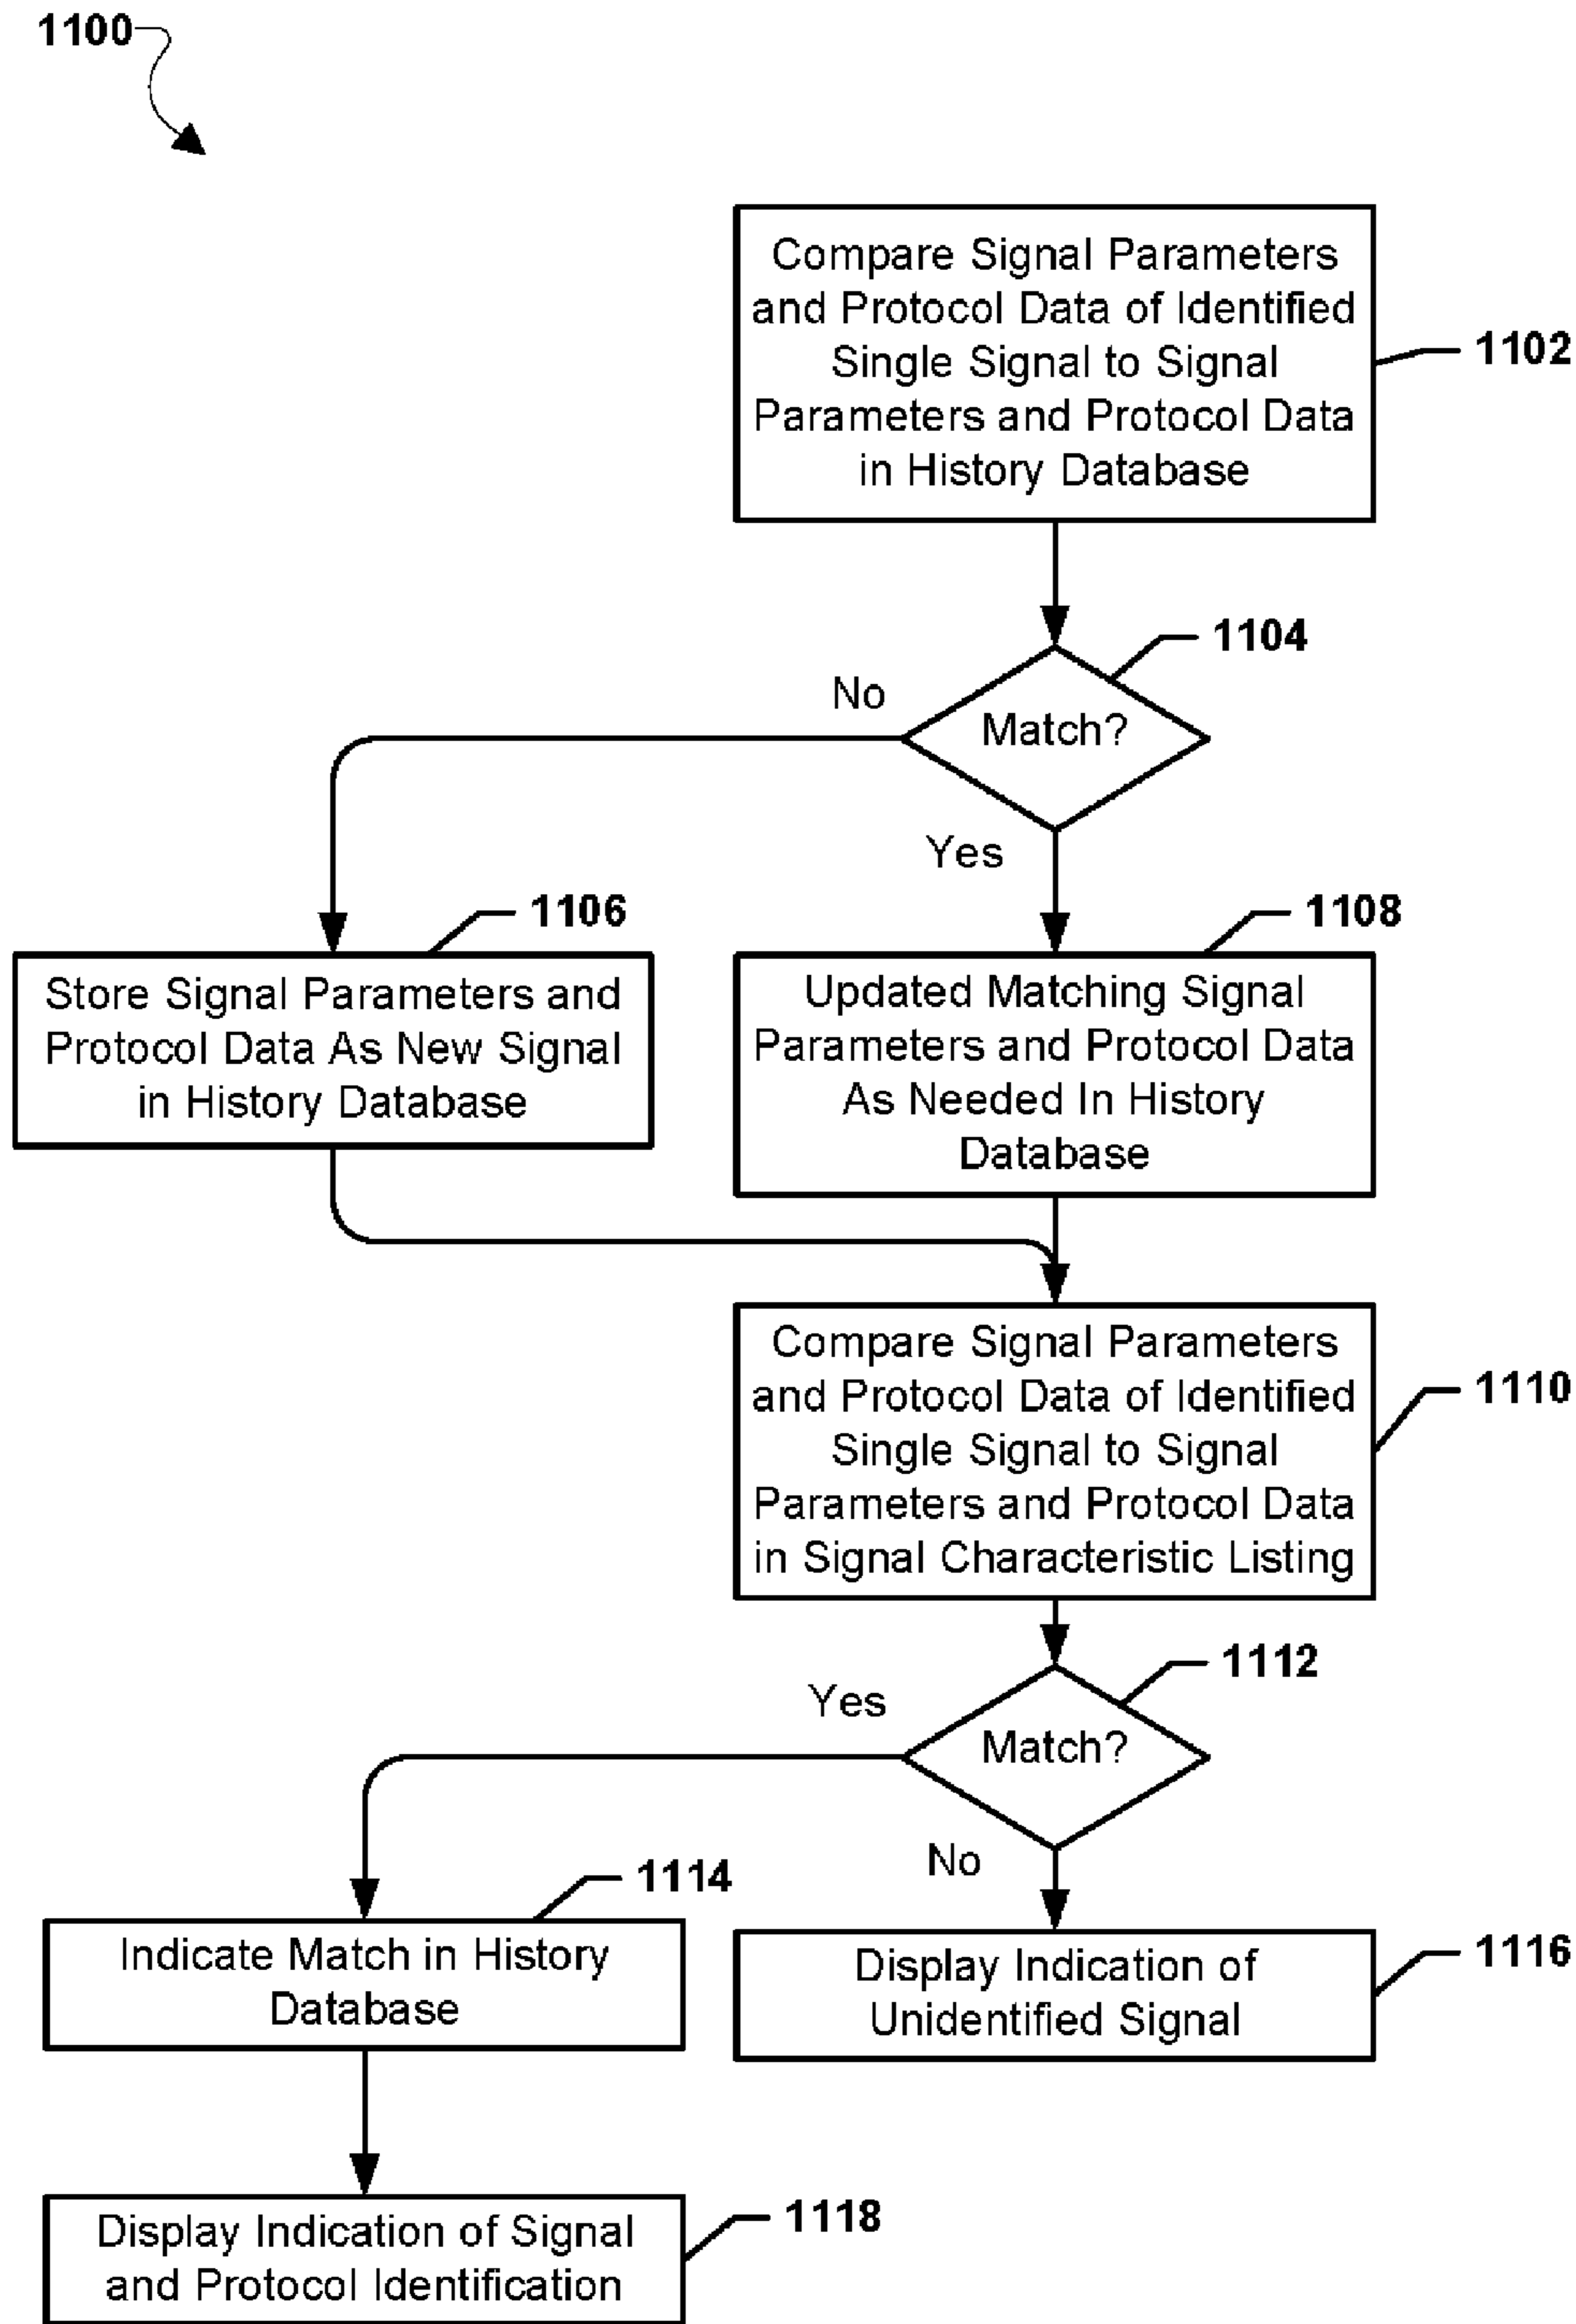 1100
Compare Signal Parameters
and Protocol Data of Identified
Single Signal to Signal
Parameters and Protocol Data
in History Database
1102
1104
No
Match?
Yes
1106
1108
Store Signal Parameters and
Protocol Data As New Signal
in History Database
Updated Matching Signal
Parameters and Protocol Data
As Needed In History
Database
Compare Signal Parameters
and Protocol Data of Identified
Single Signal to Signal
Parameters and Protocol Data
in Signal Characteristic Listing
1110
1112
Yes
Match?
No
1114
Indicate Match in History
Database
Display Indication of
Unidentified Signal
1116
Display Indication of Signal
and Protocol Identification
1118